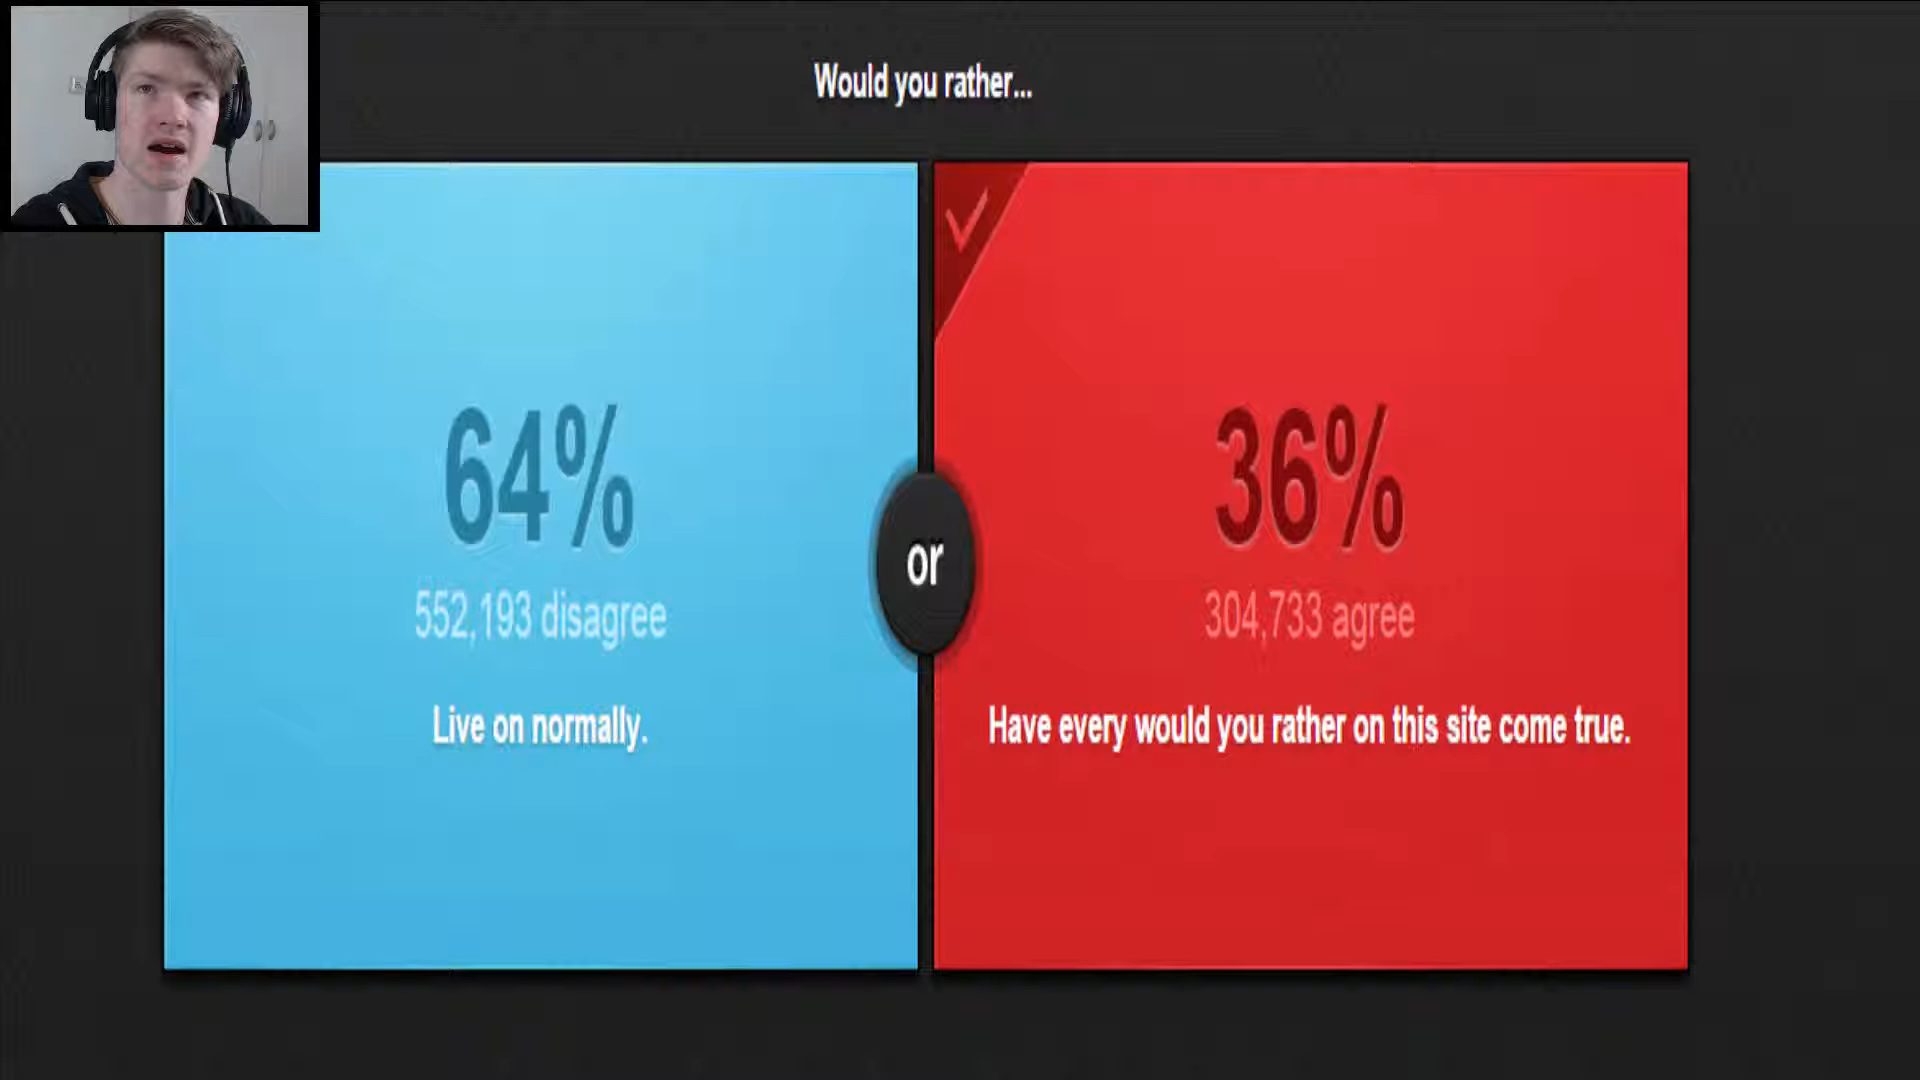 Would you rather...
64%
552,193 disagree
Live on normally.
or
36%
304,733 agree
Have every would you rather on this site come true.